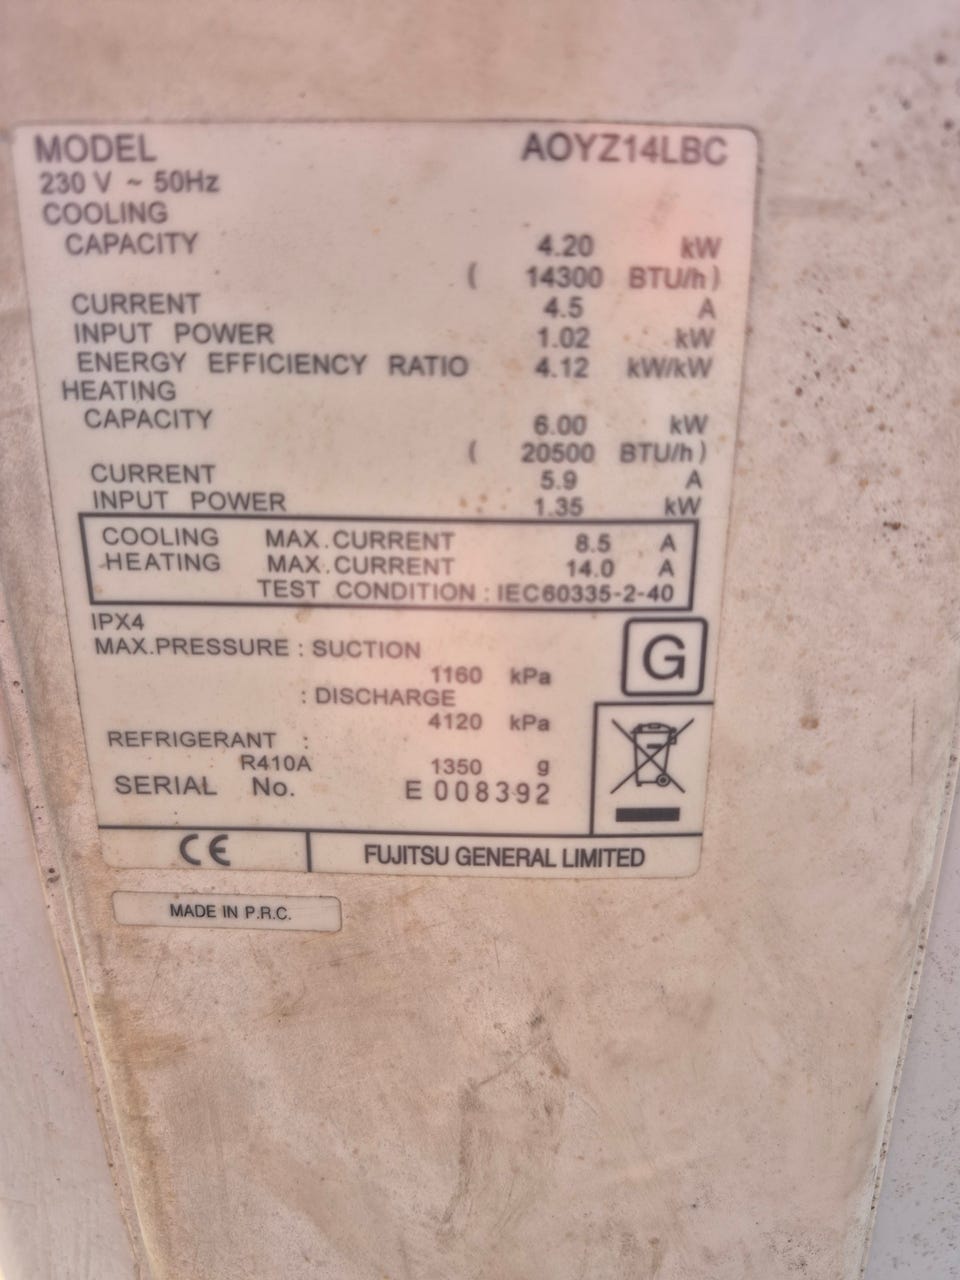 MODEL AOYZ14LBC
230 V ~ 50Hz
COOLING
CAPACITY 4.20 kW
( 14300 BTU/h )
CURRENT 4.5 A
INPUT POWER 1.02 kW
ENERGY EFFICIENCY RATIO 4.12 kW/kW
HEATING
CAPACITY 6.00 kW
( 20500 BTU/h )
CURRENT 5.9 A
INPUT POWER 1.35 kW
COOLING MAX.CURRENT 8.5 A
HEATING MAX.CURRENT 14.0 A
TEST CONDITION : IEC60335-2-40
IPX4
MAX.PRESSURE : SUCTION
1160 kPa
: DISCHARGE
4120 kPa
G
REFRIGERANT :
R410A 1350 g
SERIAL No. E 008392
CE FUJITSU GENERAL LIMITED
MADE IN P.R.C.